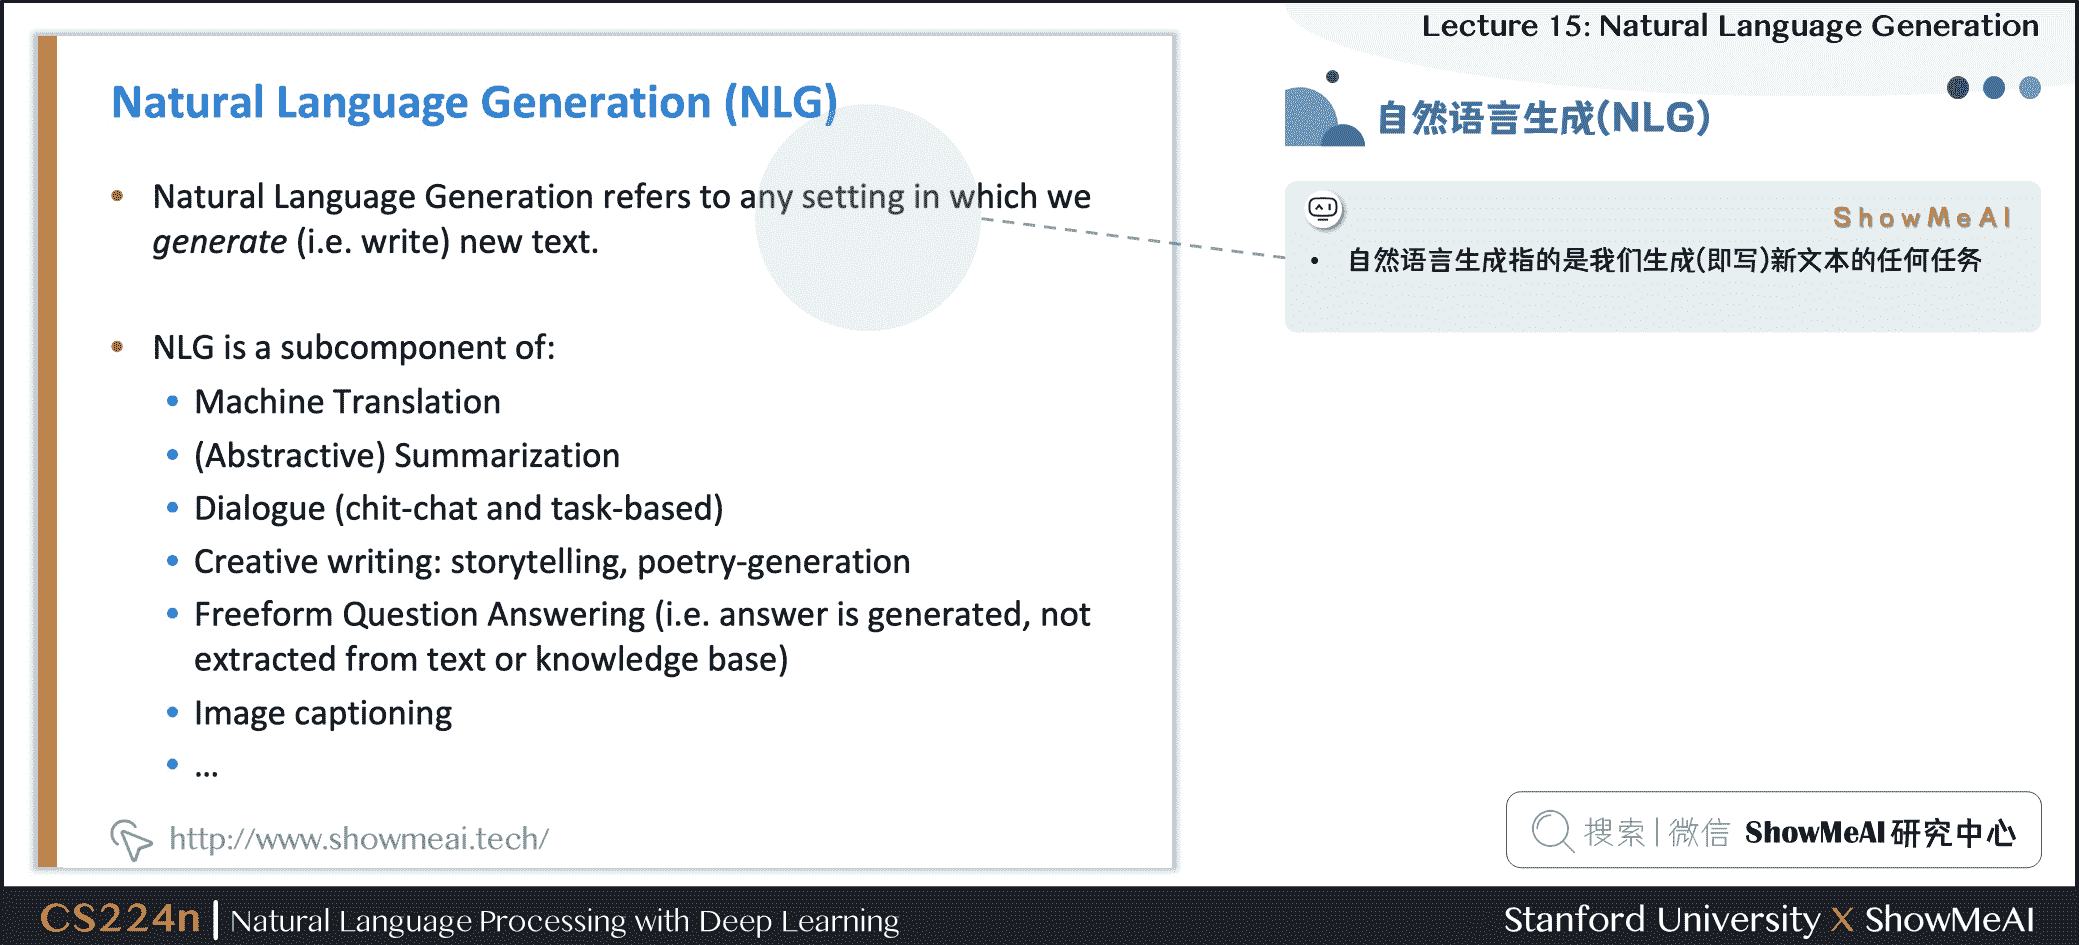 Lecture 15: Natural Language Generation
Natural Language Generation (NLG)
• Natural Language Generation refers to any setting in which we
generate (i.e. write) new text.
• NLG is a subcomponent of:
• Machine Translation
• (Abstractive) Summarization
• Dialogue (chit-chat and task-based)
• Creative writing: storytelling, poetry-generation
• Freeform Question Answering (i.e. answer is generated, not
extracted from text or knowledge base)
• Image captioning
• ...
http://www.showmeai.tech/
自然语言生成(NLG)
ShowMeAI
• 自然语言生成指的是我们生成(即写)新文本的任何任务
搜索|微信 ShowMeAI 研究中心
CS224n | Natural Language Processing with Deep Learning
Stanford University X ShowMeAI